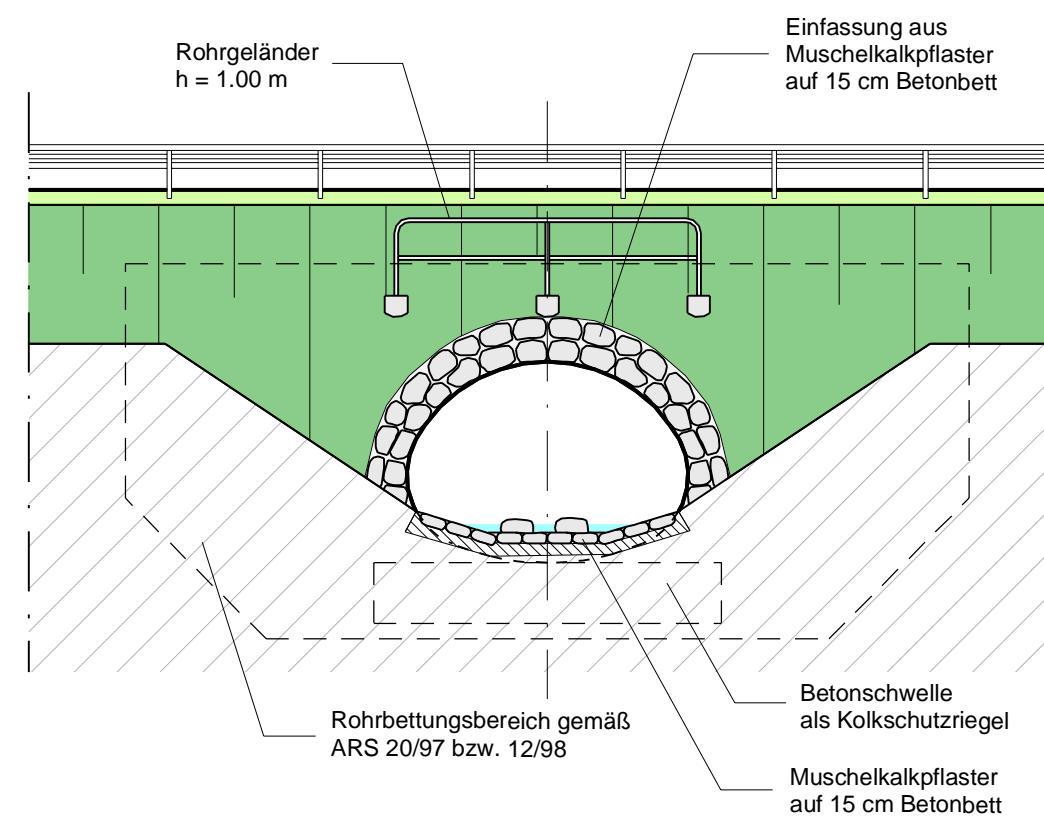 Rohrgeländer
h = 1.00 m
Einfassung aus
Muschelkalkpflaster
auf 15 cm Betonbett
Rohrbettungsbereich gemäß
ARS 20/97 bzw. 12/98
Betonschwelle
als Kolkschutzriegel
Muschelkalkpflaster
auf 15 cm Betonbett